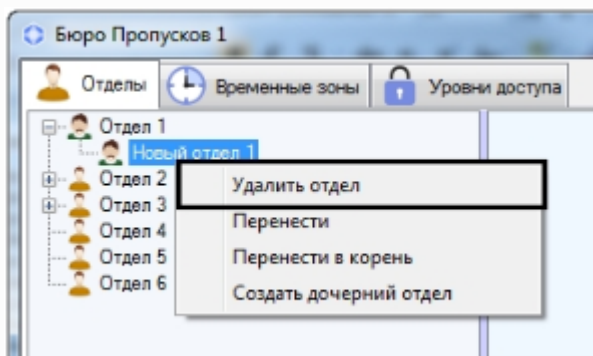 Бюро Пропусков 1
Отделы Временные зоны Уровни доступа
Отдел 1
Новый отдел 1
Отдел 2
Отдел 3
Отдел 4
Отдел 5
Отдел 6
Удалить отдел
Перенести
Перенести в корень
Создать дочерний отдел